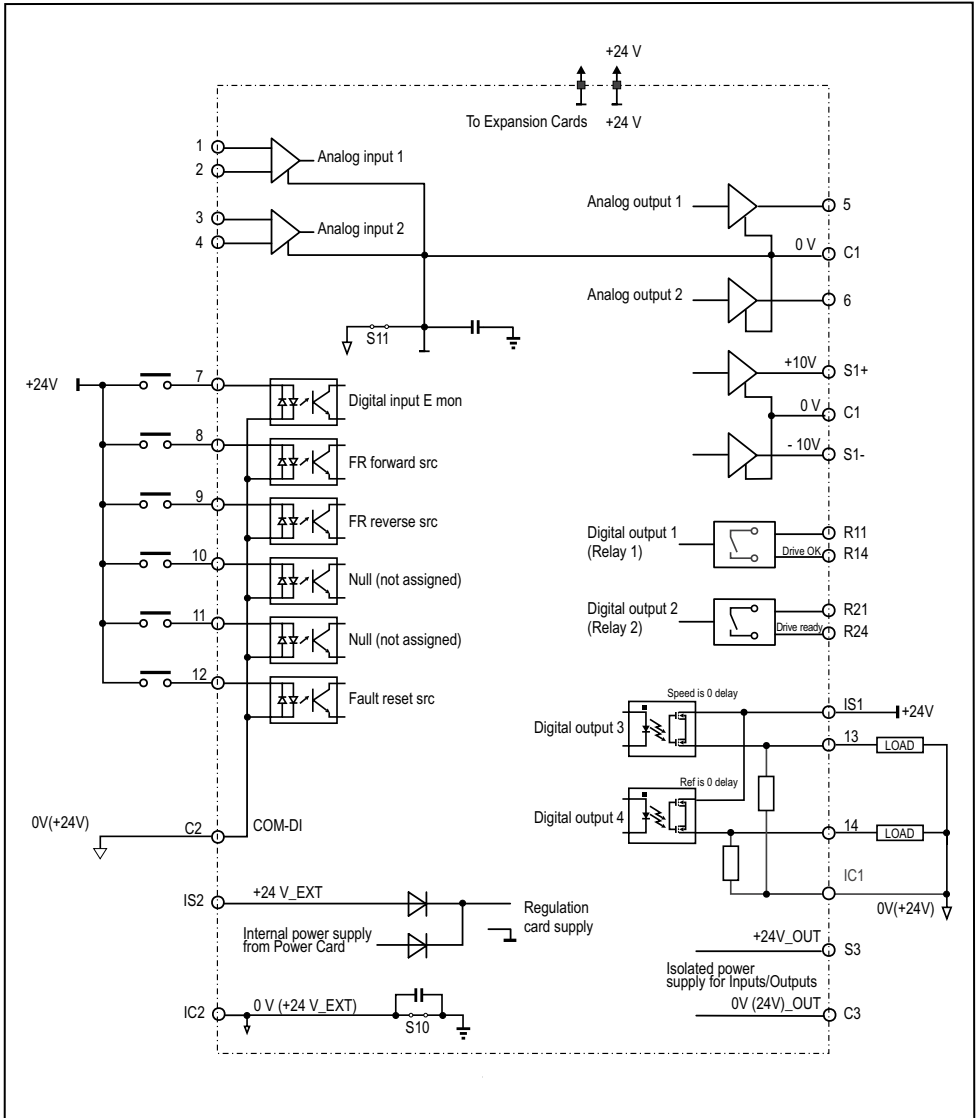 +24 V
To Expansion Cards +24 V
1
2
Analog input 1
3
4
Analog input 2
Analog output 1
5
0 V
C1
Analog output 2
6
S11
+24V
7
Digital input E mon
8
FR forward src
9
FR reverse src
10
Null (not assigned)
11
Null (not assigned)
12
Fault reset src
0V(+24V)
C2
COM-DI
+10V
S1+
0 V
C1
- 10V
S1-
Digital output 1
(Relay 1)
R11
Drive OK
R14
Digital output 2
(Relay 2)
R21
Drive ready
R24
Speed is 0 delay
IS1
+24V
Digital output 3
13
LOAD
Ref is 0 delay
Digital output 4
14
LOAD
IC1
0V(+24V)
IS2
+24 V_EXT
Internal power supply
from Power Card
Regulation
card supply
+24V_OUT
S3
Isolated power
supply for Inputs/Outputs
0V (24V)_OUT
C3
IC2
0 V (+24 V_EXT)
S10